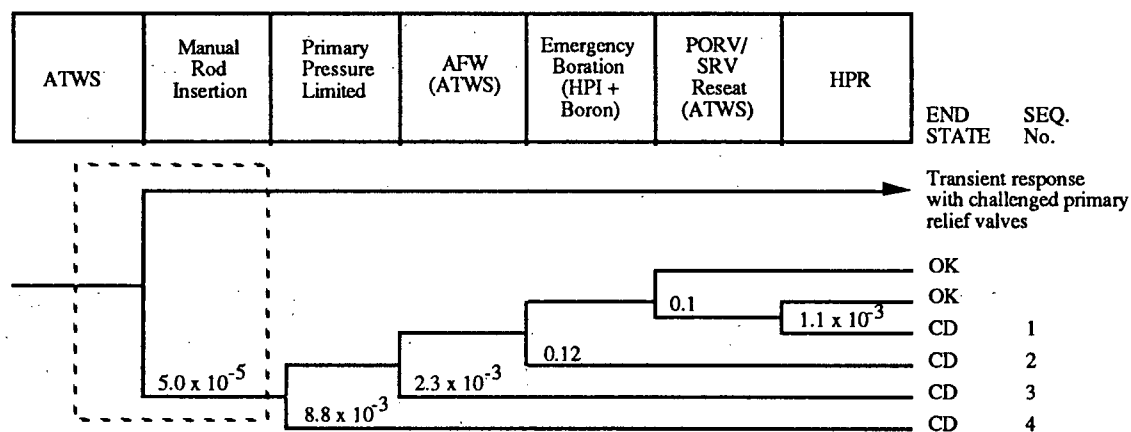 ATWS
Manual
Rod
Insertion
Primary
Pressure
Limited
AFW
(ATWS)
Emergency
Boration
(HPI +
Boron)
PORV/
SRV
Reseat
(ATWS)
HPR
END
STATE
SEQ.
No.
Transient response
with challenged primary
relief valves
OK
OK
0.1
1.1 x 10-3
CD 1
0.12
CD 2
5.0 x 10-5
2.3 x 10-3
CD 3
8.8 x 10-3
CD 4